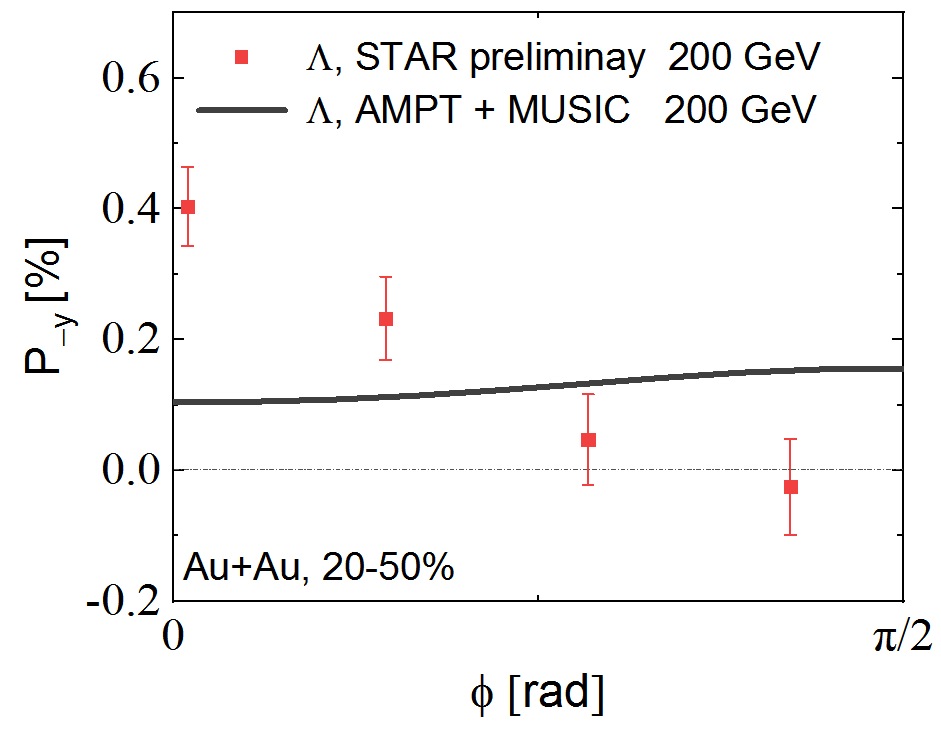 Λ, STAR preliminay 200 GeV
Λ, AMPT + MUSIC 200 GeV
0.6
0.4
0.2
0.0
-0.2
P−y [%]
Au+Au, 20-50%
0
π/2
ϕ [rad]